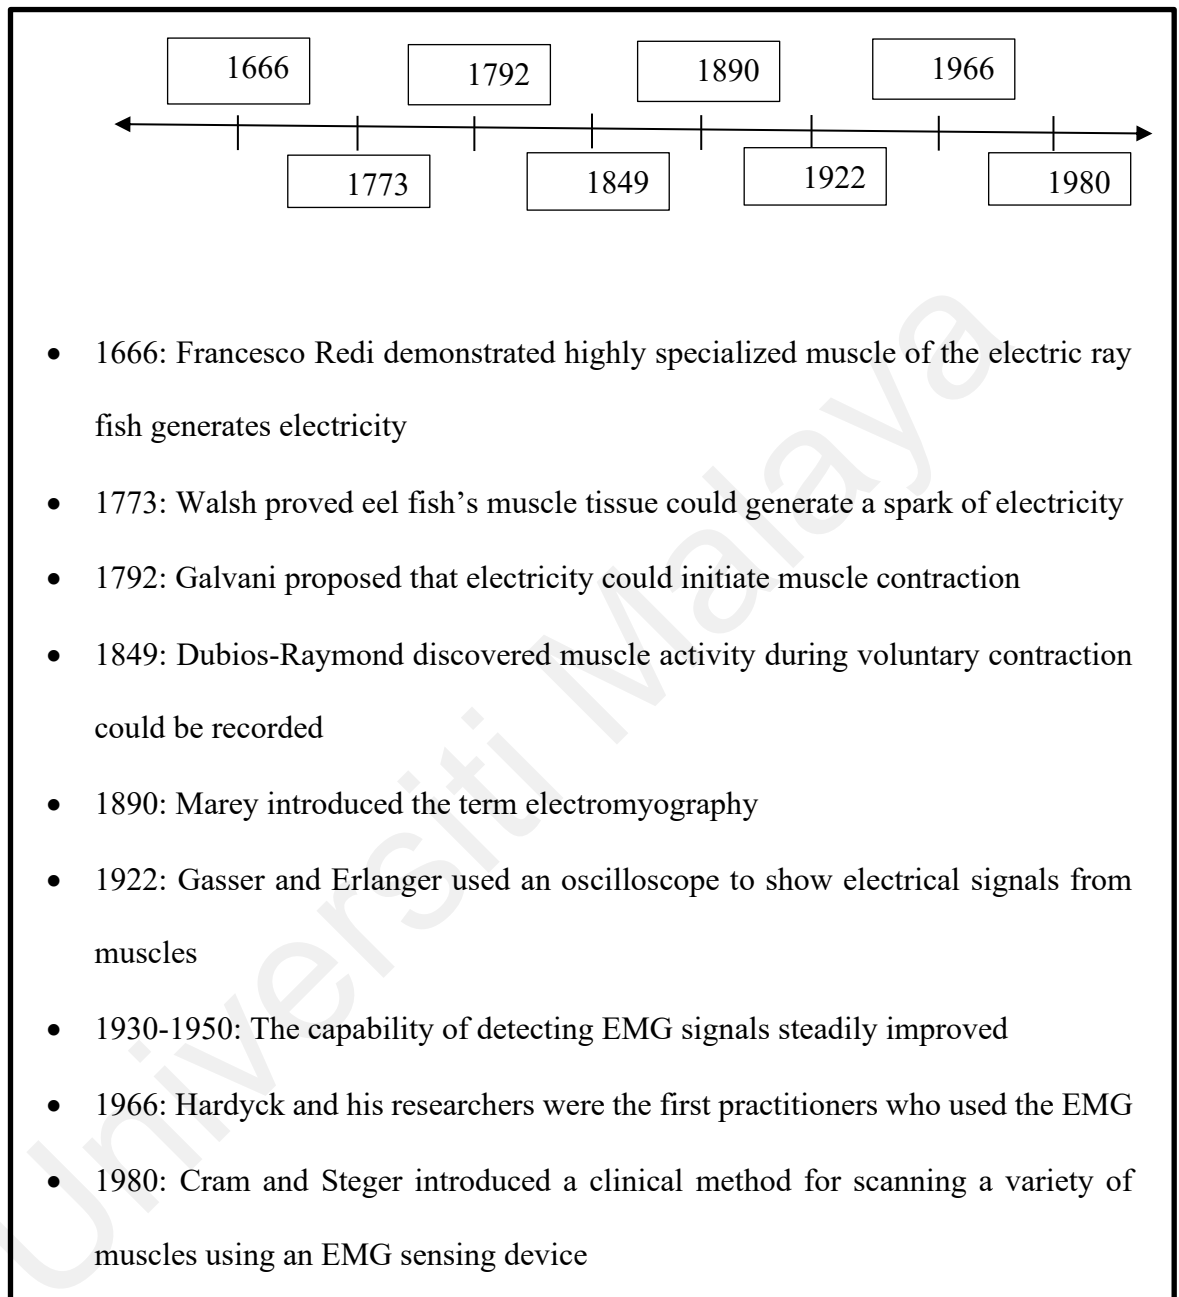 1666 1792 1890 1966
1773 1849 1922 1980
• 1666: Francesco Redi demonstrated highly specialized muscle of the electric ray
fish generates electricity
• 1773: Walsh proved eel fish’s muscle tissue could generate a spark of electricity
• 1792: Galvani proposed that electricity could initiate muscle contraction
• 1849: Dubios-Raymond discovered muscle activity during voluntary contraction
could be recorded
• 1890: Marey introduced the term electromyography
• 1922: Gasser and Erlanger used an oscilloscope to show electrical signals from
muscles
• 1930-1950: The capability of detecting EMG signals steadily improved
• 1966: Hardyck and his researchers were the first practitioners who used the EMG
• 1980: Cram and Steger introduced a clinical method for scanning a variety of
muscles using an EMG sensing device
Universiti Malaya